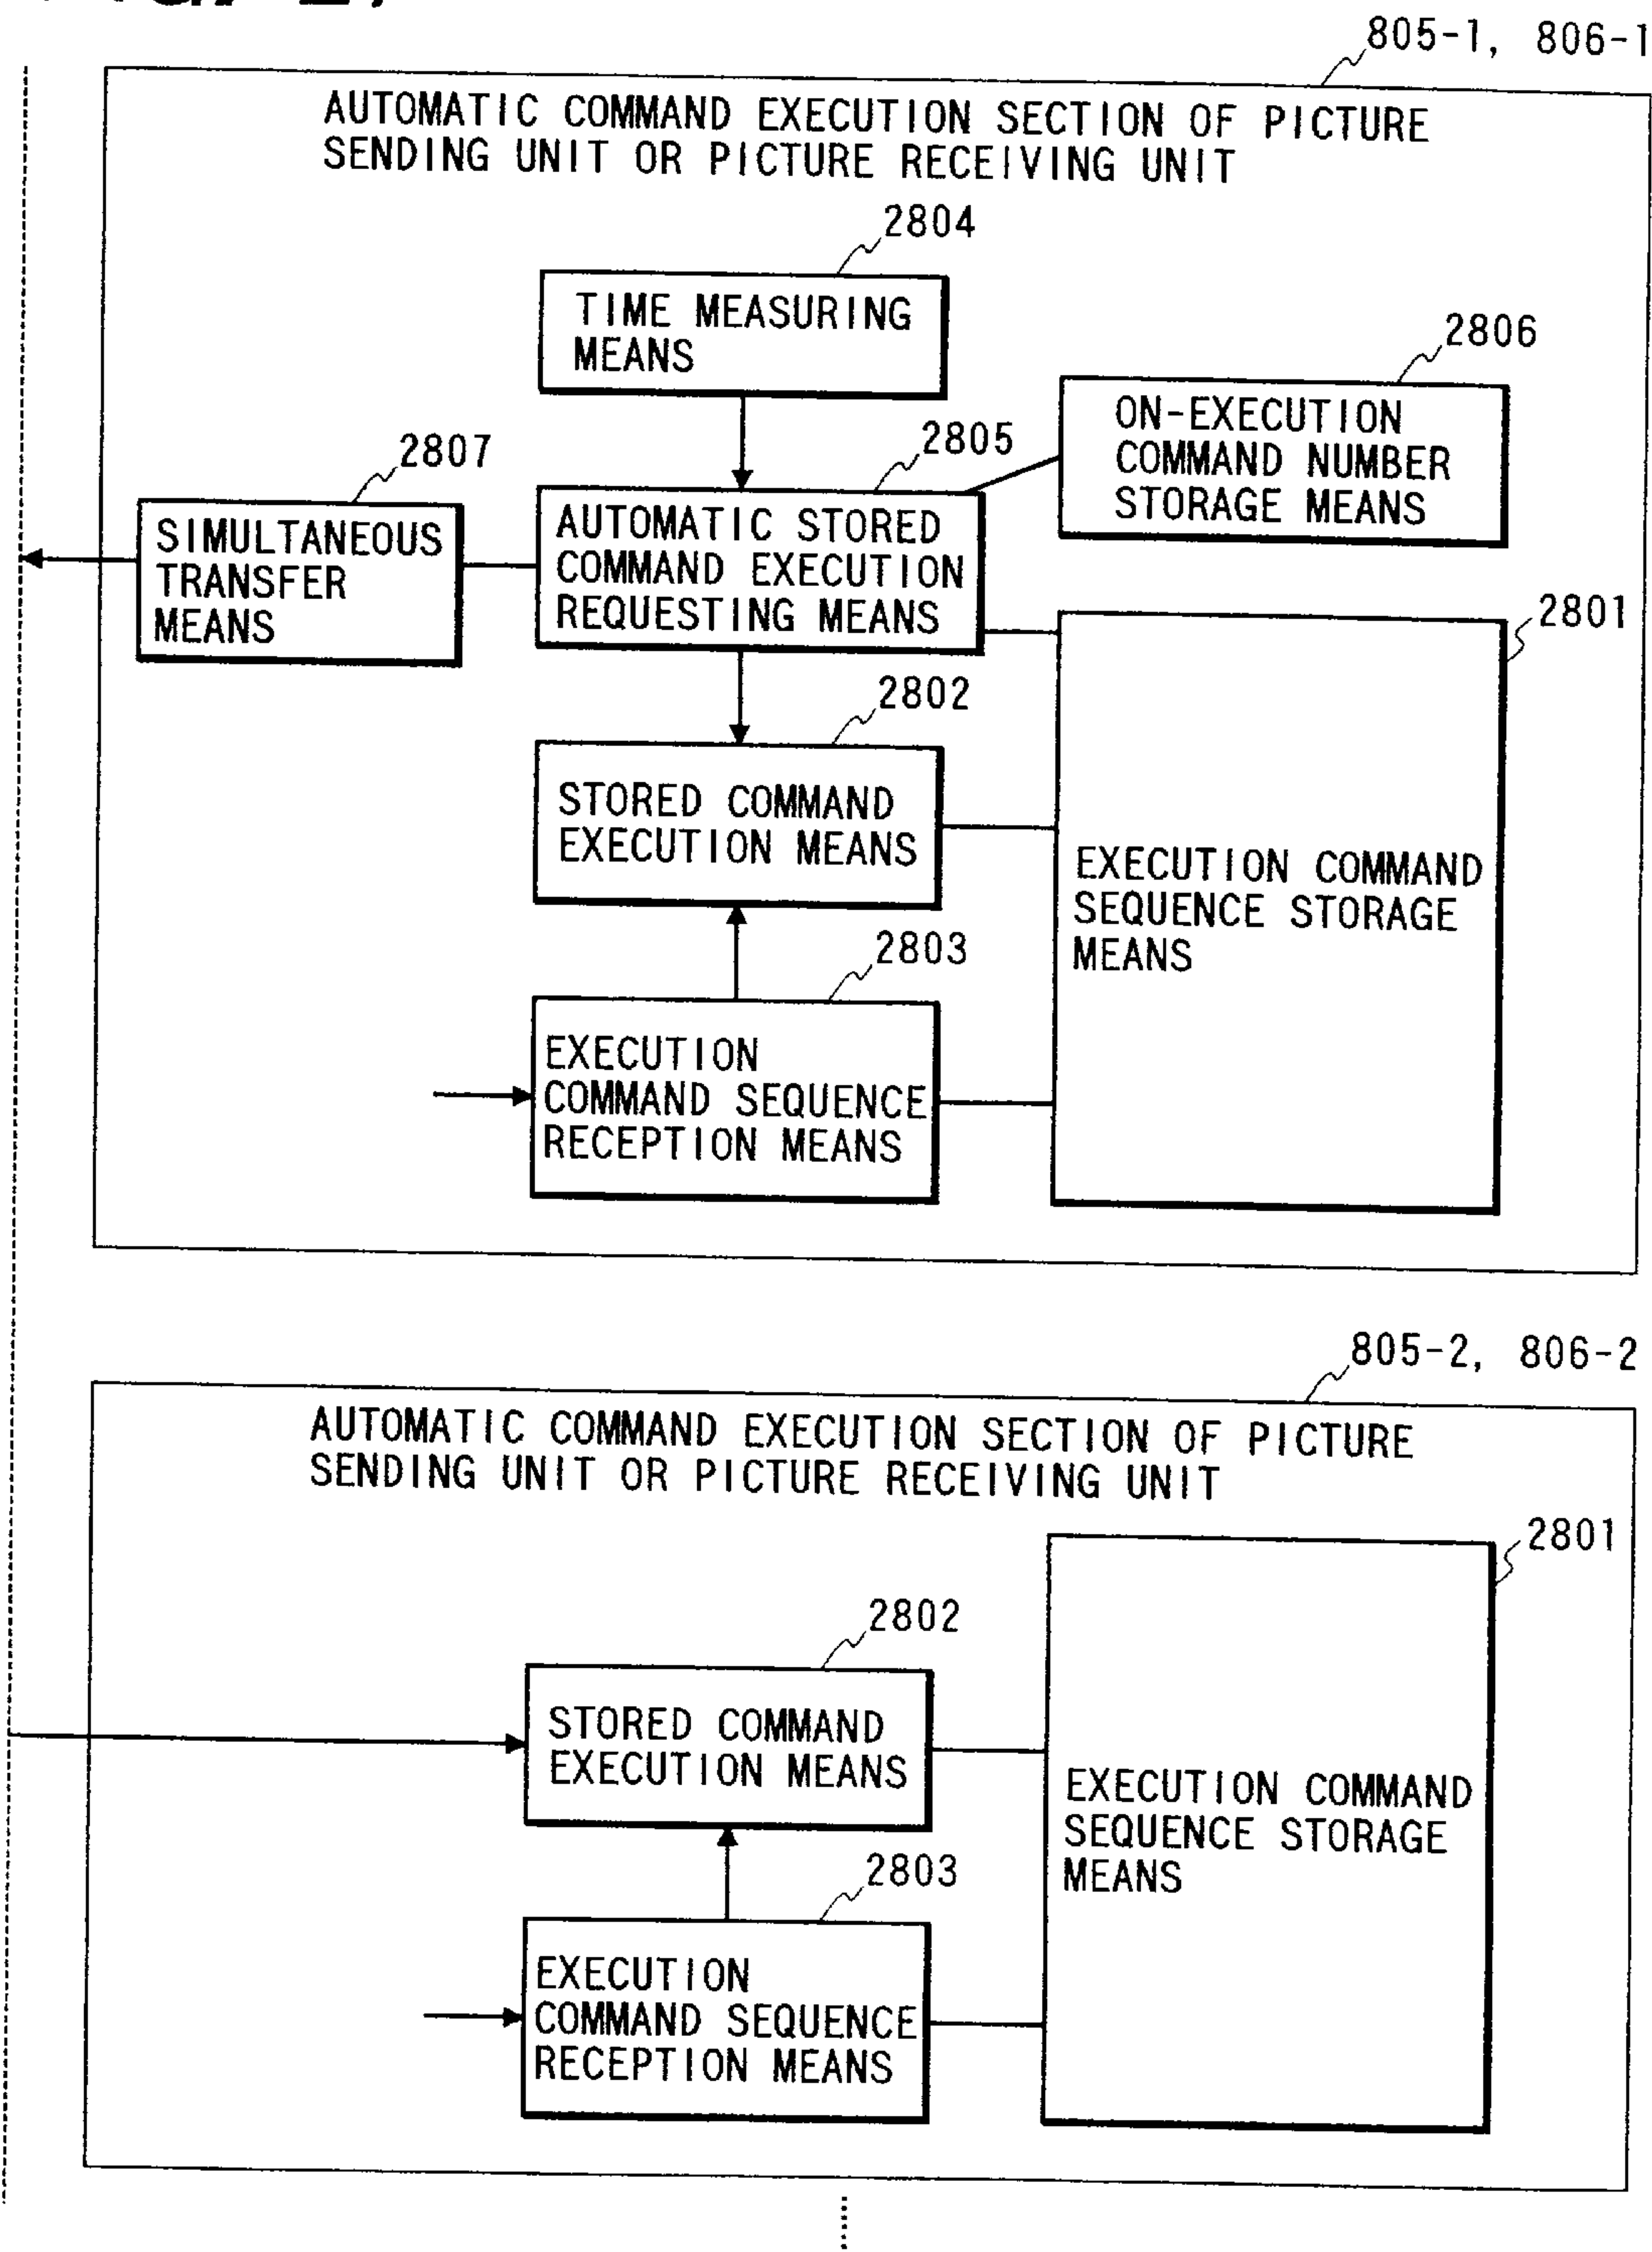 805-1, 806-1
AUTOMATIC COMMAND EXECUTION SECTION OF PICTURE
SENDING UNIT OR PICTURE RECEIVING UNIT
2804
TIME MEASURING
MEANS
2806
ON-EXECUTION
COMMAND NUMBER
STORAGE MEANS
2807
SIMULTANEOUS
TRANSFER
MEANS
2805
AUTOMATIC STORED
COMMAND EXECUTION
REQUESTING MEANS
2801
EXECUTION COMMAND
SEQUENCE STORAGE
MEANS
2802
STORED COMMAND
EXECUTION MEANS
2803
EXECUTION
COMMAND SEQUENCE
RECEPTION MEANS
805-2, 806-2
AUTOMATIC COMMAND EXECUTION SECTION OF PICTURE
SENDING UNIT OR PICTURE RECEIVING UNIT
2801
EXECUTION COMMAND
SEQUENCE STORAGE
MEANS
2802
STORED COMMAND
EXECUTION MEANS
2803
EXECUTION
COMMAND SEQUENCE
RECEPTION MEANS